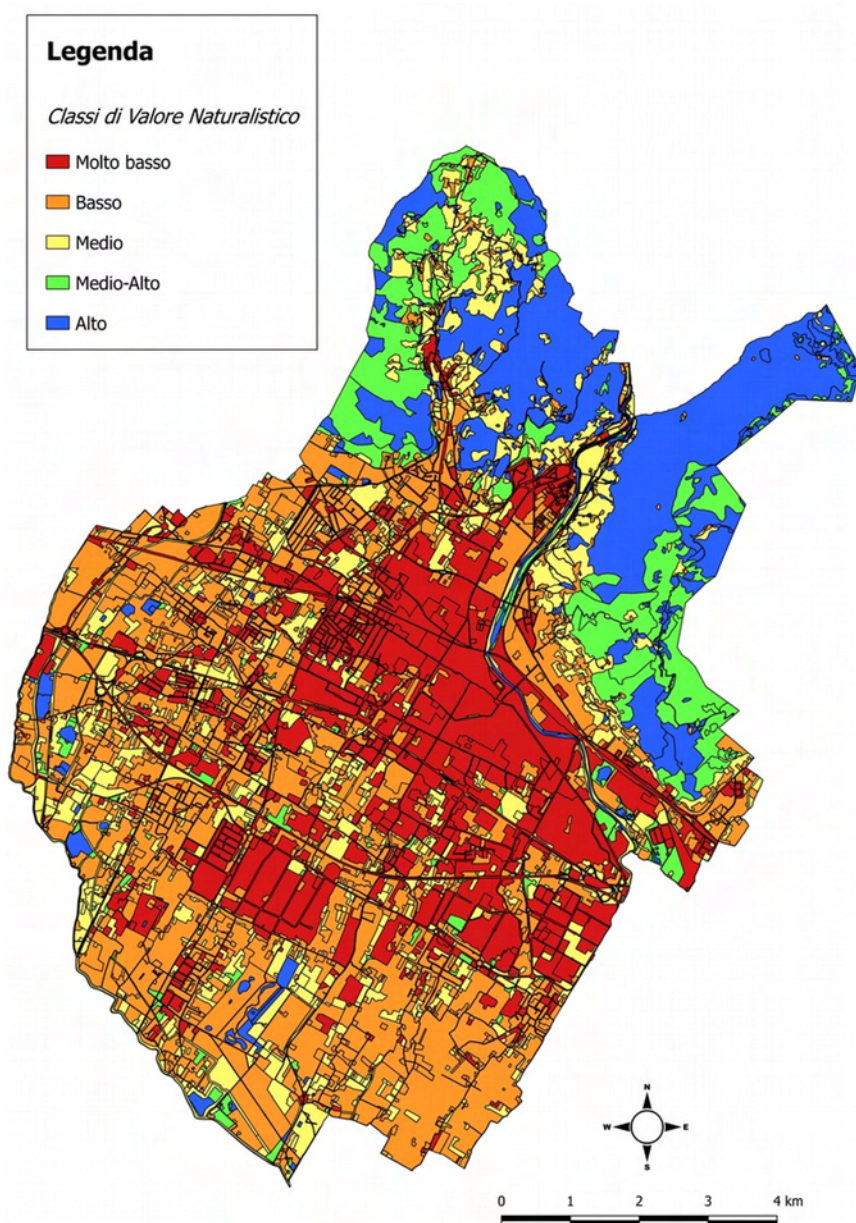 Legenda
Classi di Valore Naturalistico
Molto basso
Basso
Medio
Medio-Alto
Alto
N
W E
S
0 1 2 3 4 km